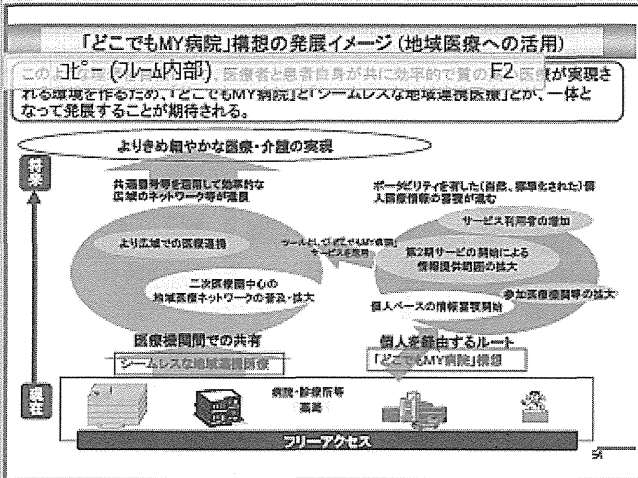 「どこでもMY病院」構想の発展イメージ(地域医療への活用)
コピー(フレーム内部) F2
医療者と患者自身が共に効率的で質の
が実現さ
れる環境を作るため、「どこでもMY病院」と「シームレスな地域連携医療」とが、一体と
なって発展することが期待される。
よりきめ細やかな医療・介護の実現
将来
共通番号等を活用して効率的な
広域のネットワーク等が進展
ポータビリティを有した(自然、標準化された)個
人医療情報の蓄積が進む
サービス利用者の増加
より広域での医療連携
ツールとして「どこでもMY病院」
サービスを活用
第2期サービスの開始による
情報提供範囲の拡大
二次医療圏中心の
地域医療ネットワークの普及・拡大
参加医療機関等の拡大
個人ベースの情報蓄積開始
医療機関間での共有
個人を経由するルート
シームレスな地域連携医療
「どこでもMY病院」構想
現在
病院・診療所等
薬局
フリーアクセス